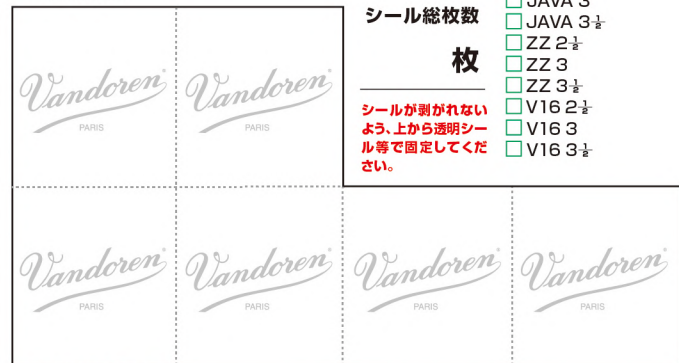 JAVA 3
シール総枚数
JAVA 3½
ZZ 2½
枚
ZZ 3
ZZ 3½
シールが剥がれない
よう、上から透明シー
ル等で固定してくだ
さい。
V16 2½
V16 3
V16 3½
Vandoren®
PARIS
Vandoren®
PARIS
Vandoren®
PARIS
Vandoren®
PARIS
Vandoren®
PARIS
Vandoren®
PARIS